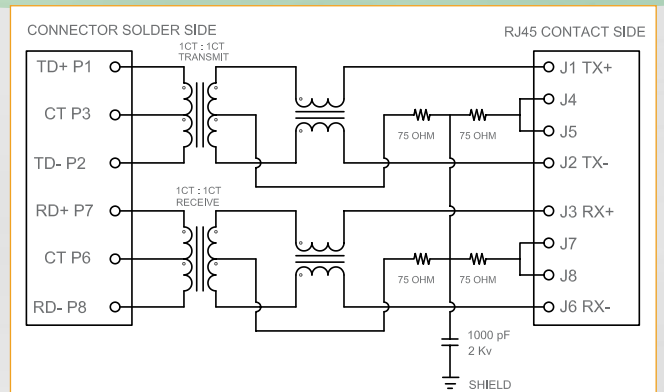 CONNECTOR SOLDER SIDE
RJ45 CONTACT SIDE
1CT : 1CT
TRANSMIT
TD+ P1
CT P3
TD- P2
RD+ P7
CT P6
RD- P8
1CT : 1CT
RECEIVE
75 OHM
75 OHM
75 OHM
75 OHM
J1 TX+
J4
J5
J2 TX-
J3 RX+
J7
J8
J6 RX-
1000 pF
2 Kv
SHIELD